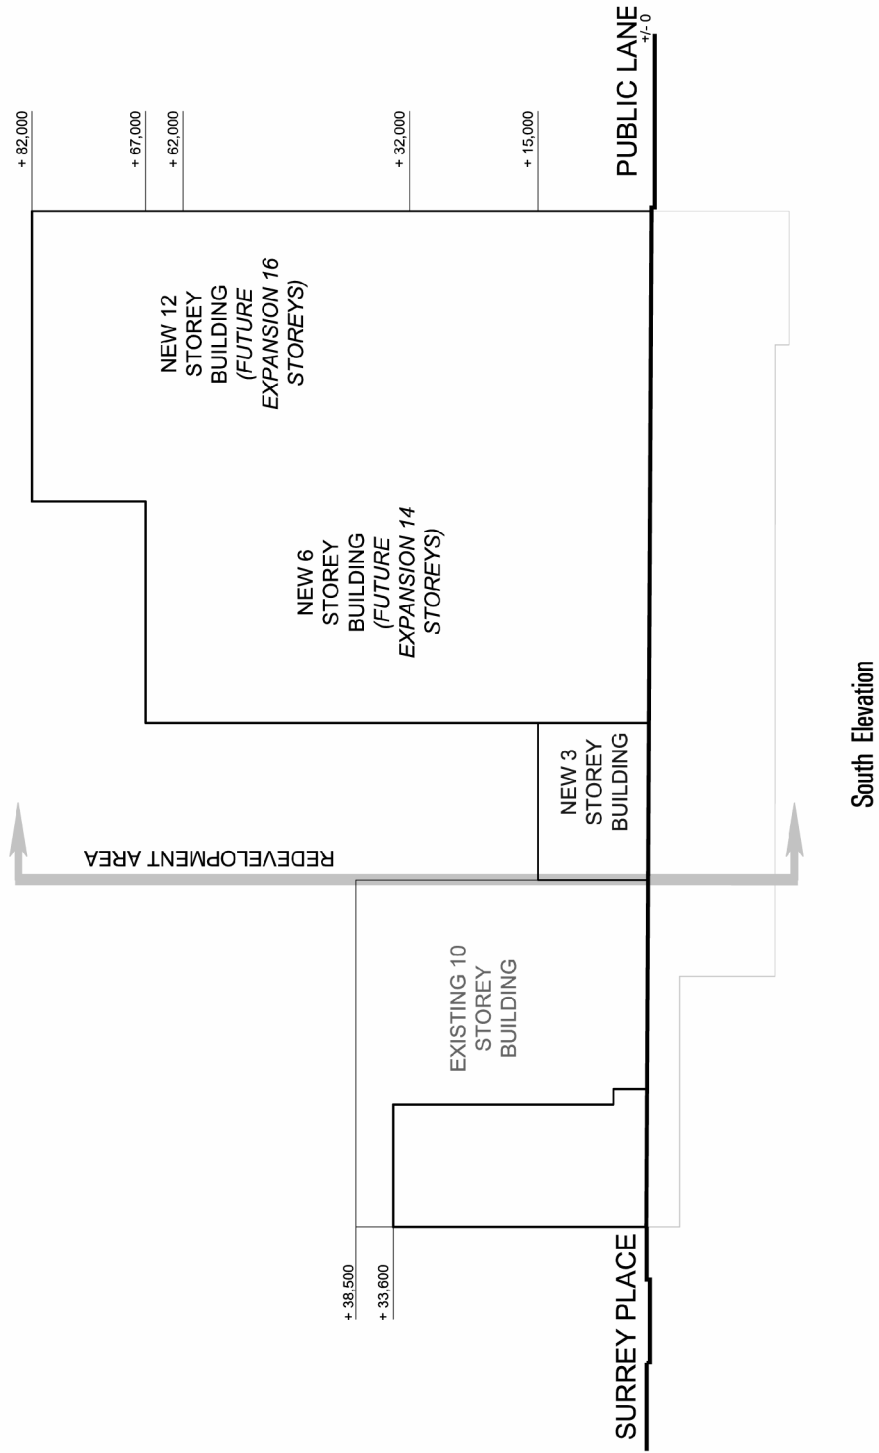 + 82,000
+ 67,000
+ 62,000
+ 32,000
+ 15,000
+/- 0
PUBLIC LANE
NEW 12
STOREY
BUILDING
(FUTURE
EXPANSION 16
STOREYS)
NEW 6
STOREY
BUILDING
(FUTURE
EXPANSION 14
STOREYS)
NEW 3
STOREY
BUILDING
REDEVELOPMENT AREA
EXISTING 10
STOREY
BUILDING
+ 38,500
+ 33,600
SURREY PLACE
South Elevation